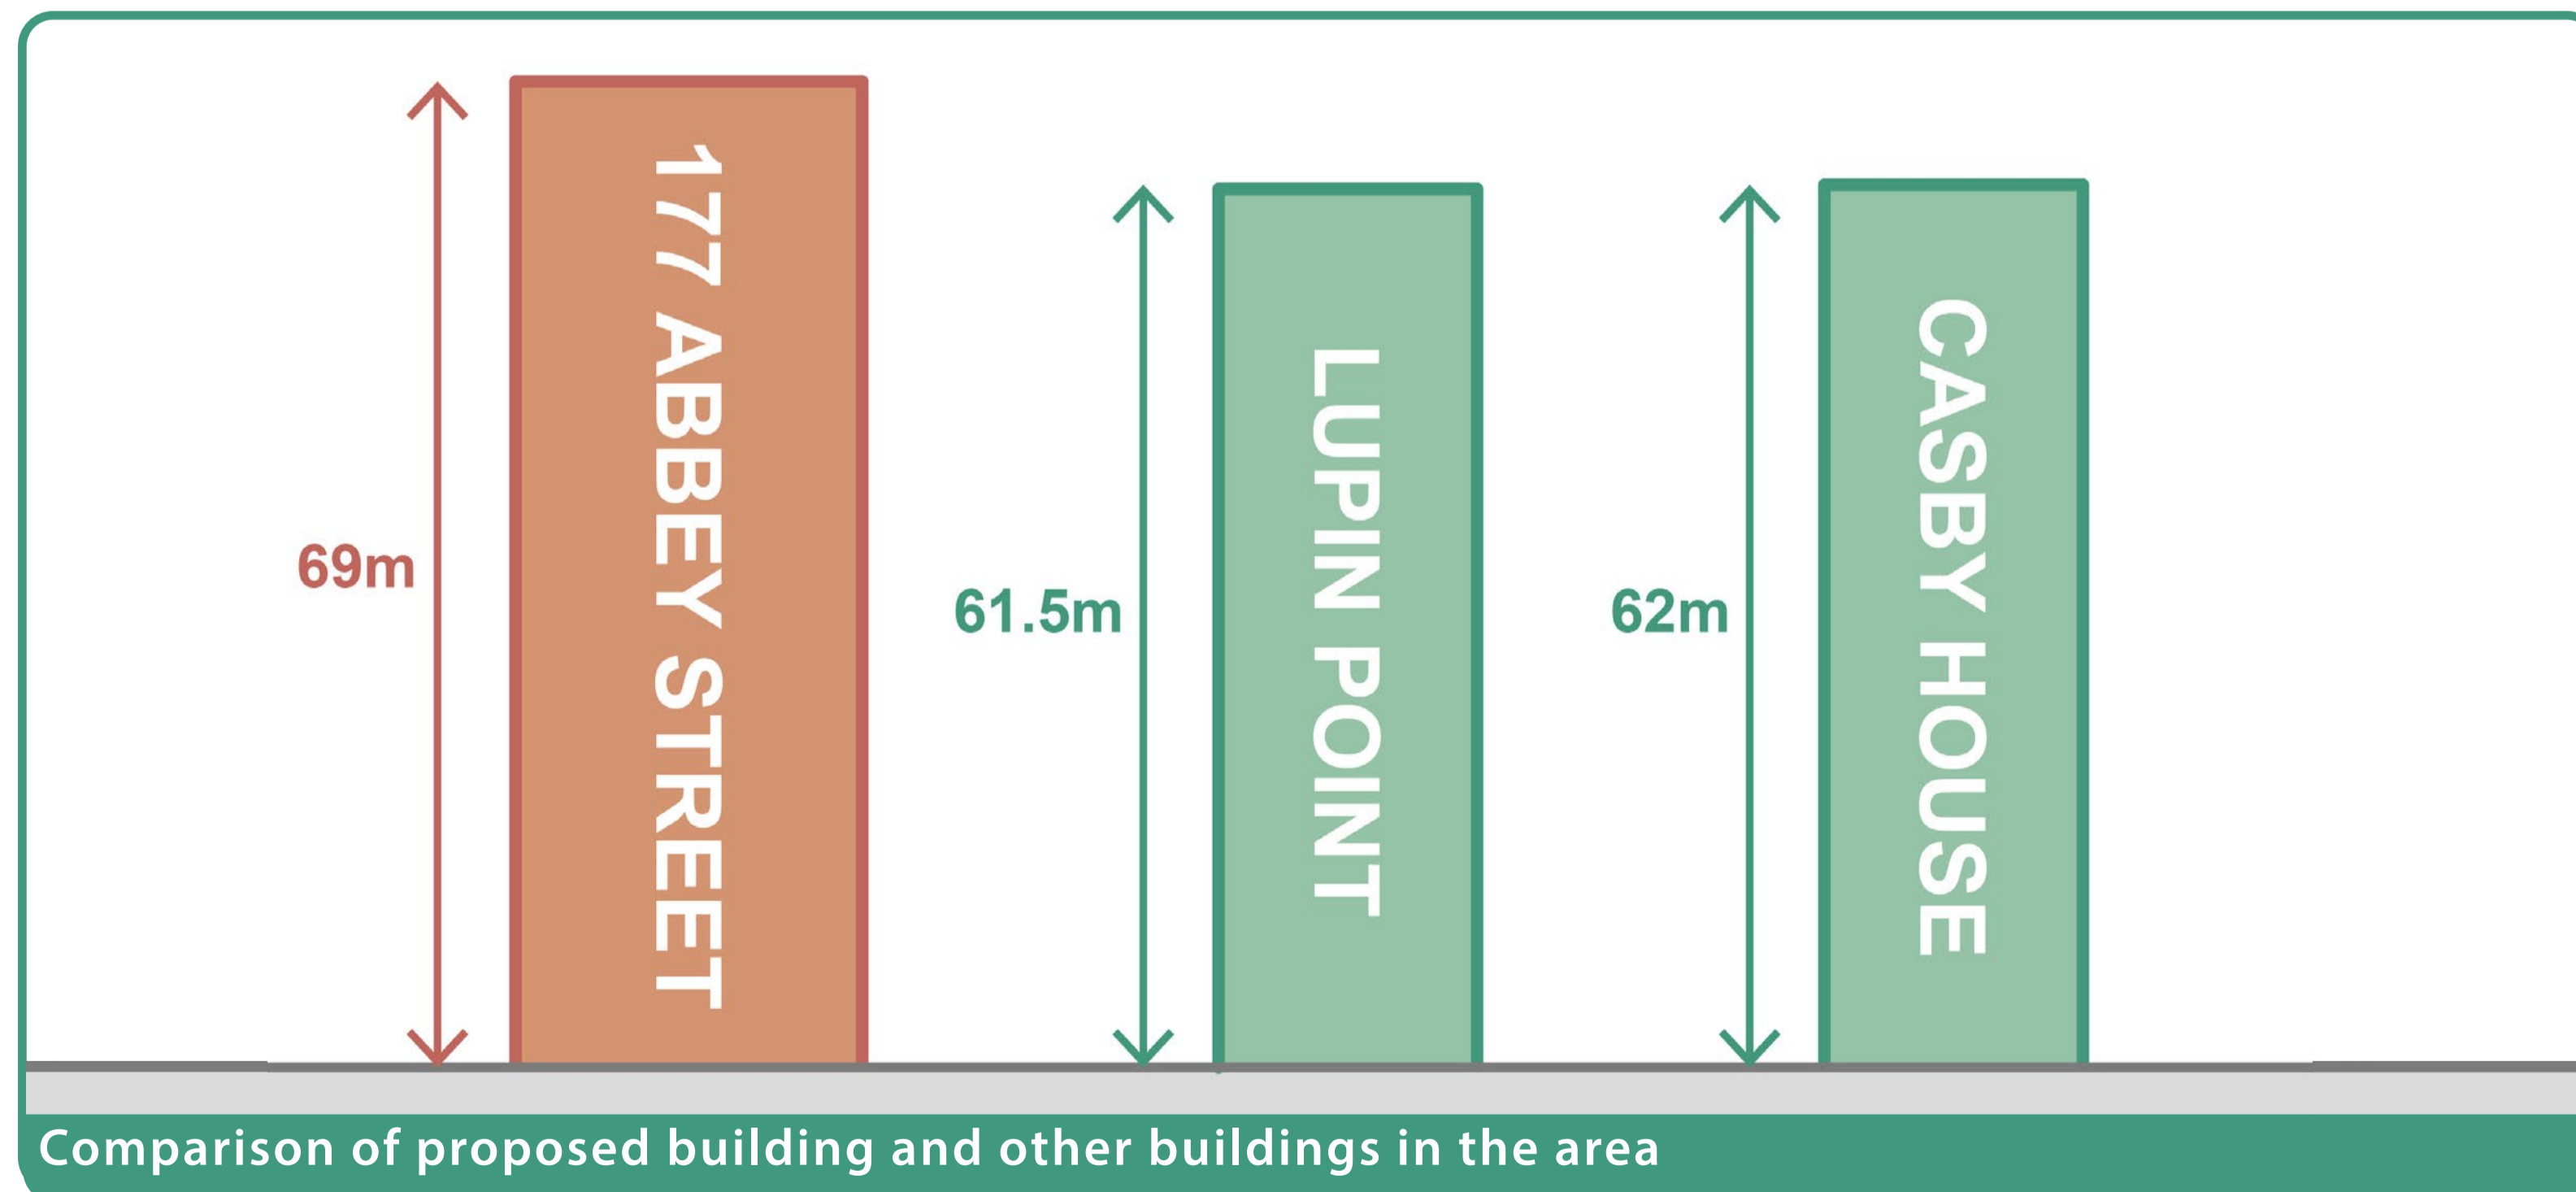 69m
177 ABBEY STREET
61.5m
LUPIN POINT
62m
CASBY HOUSE
Comparison of proposed building and other buildings in the area